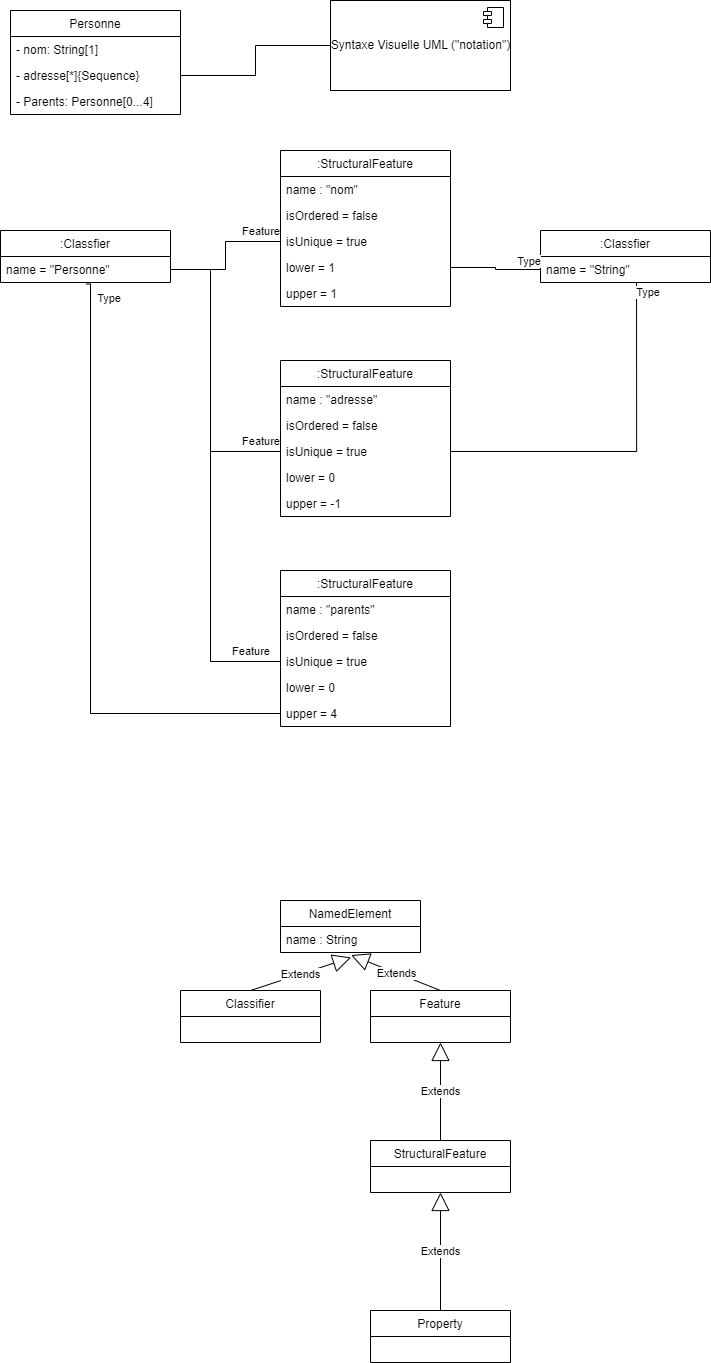 Personne
- nom: String[1]
- adresse[*]{Sequence}
- Parents: Personne[0...4]
Syntaxe Visuelle UML ("notation")
:StructuralFeature
name : "nom"
isOrdered = false
isUnique = true
lower = 1
upper = 1
Feature
:Classfier
name = "Personne"
Type
Type
:Classfier
name = "String"
Type
:StructuralFeature
name : "adresse"
isOrdered = false
isUnique = true
lower = 0
upper = -1
Feature
:StructuralFeature
name : "parents"
isOrdered = false
isUnique = true
lower = 0
upper = 4
Feature
NamedElement
name : String
Extends
Extends
Classifier
Feature
Extends
StructuralFeature
Extends
Property